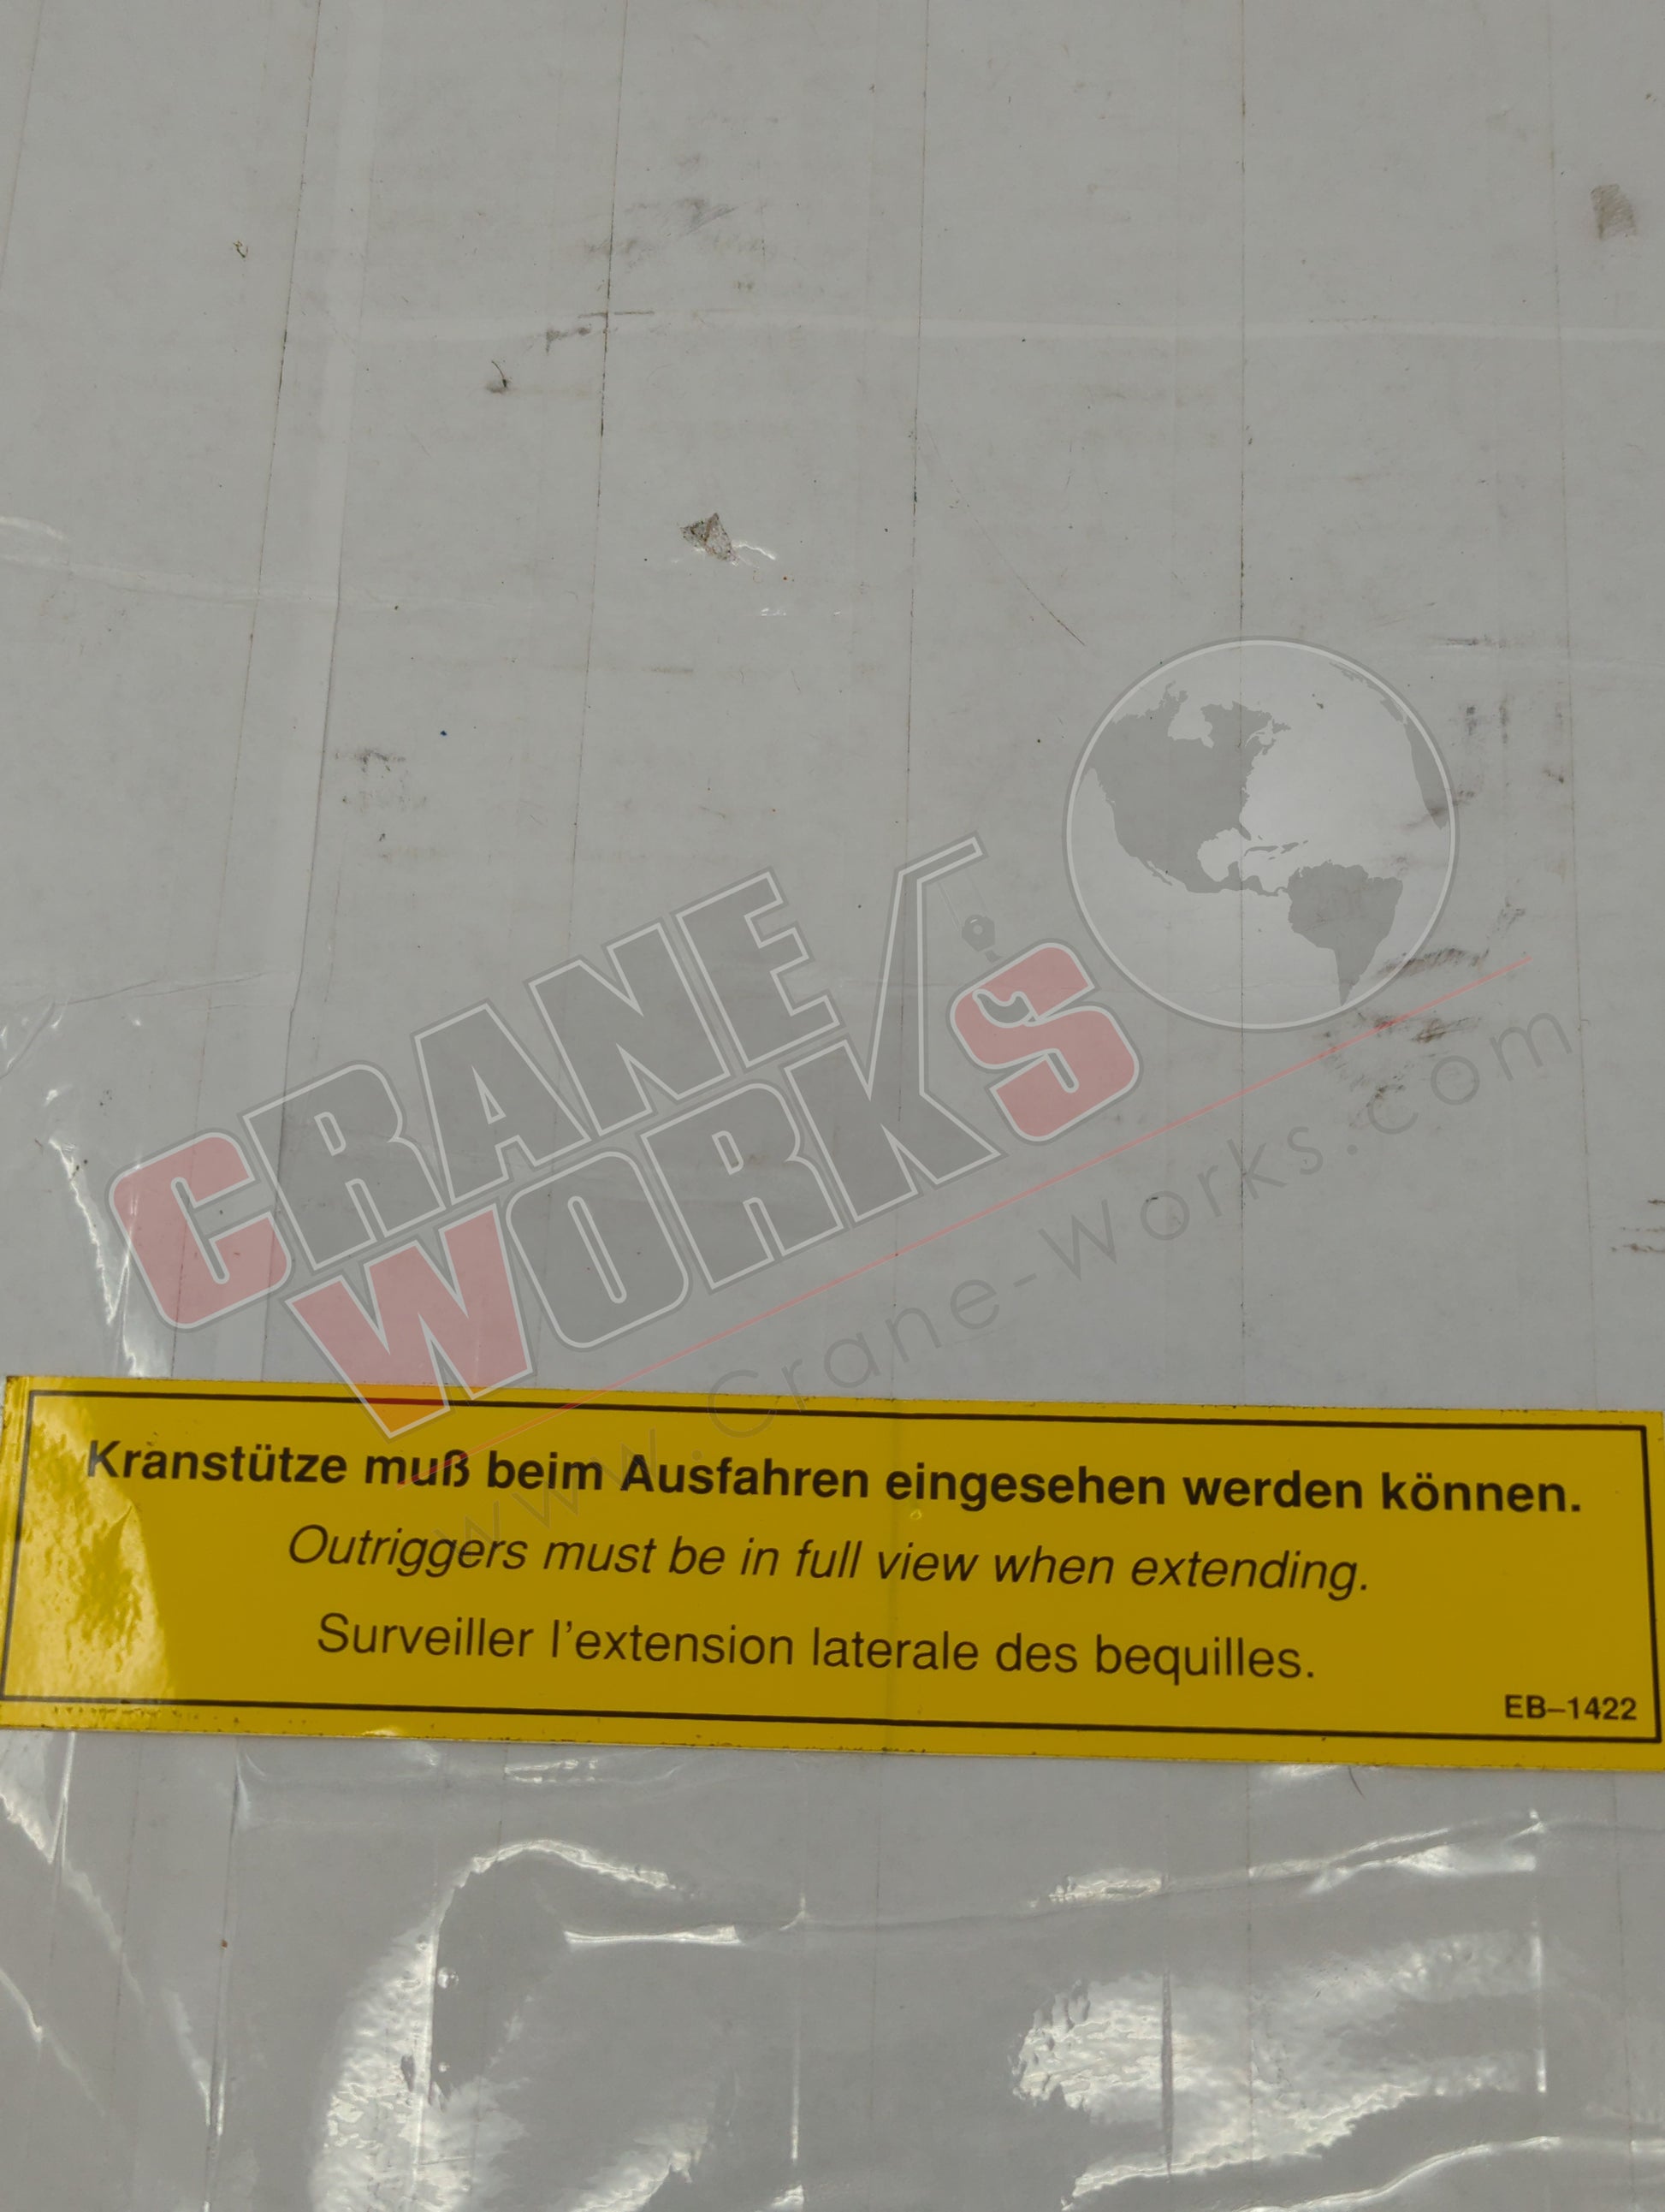 CRANE
WORKS
www.Crane-Works.com
Kranstütze muß beim Ausfahren eingesehen werden können.
Outriggers must be in full view when extending.
Surveiller l'extension laterale des bequilles.
EB–1422